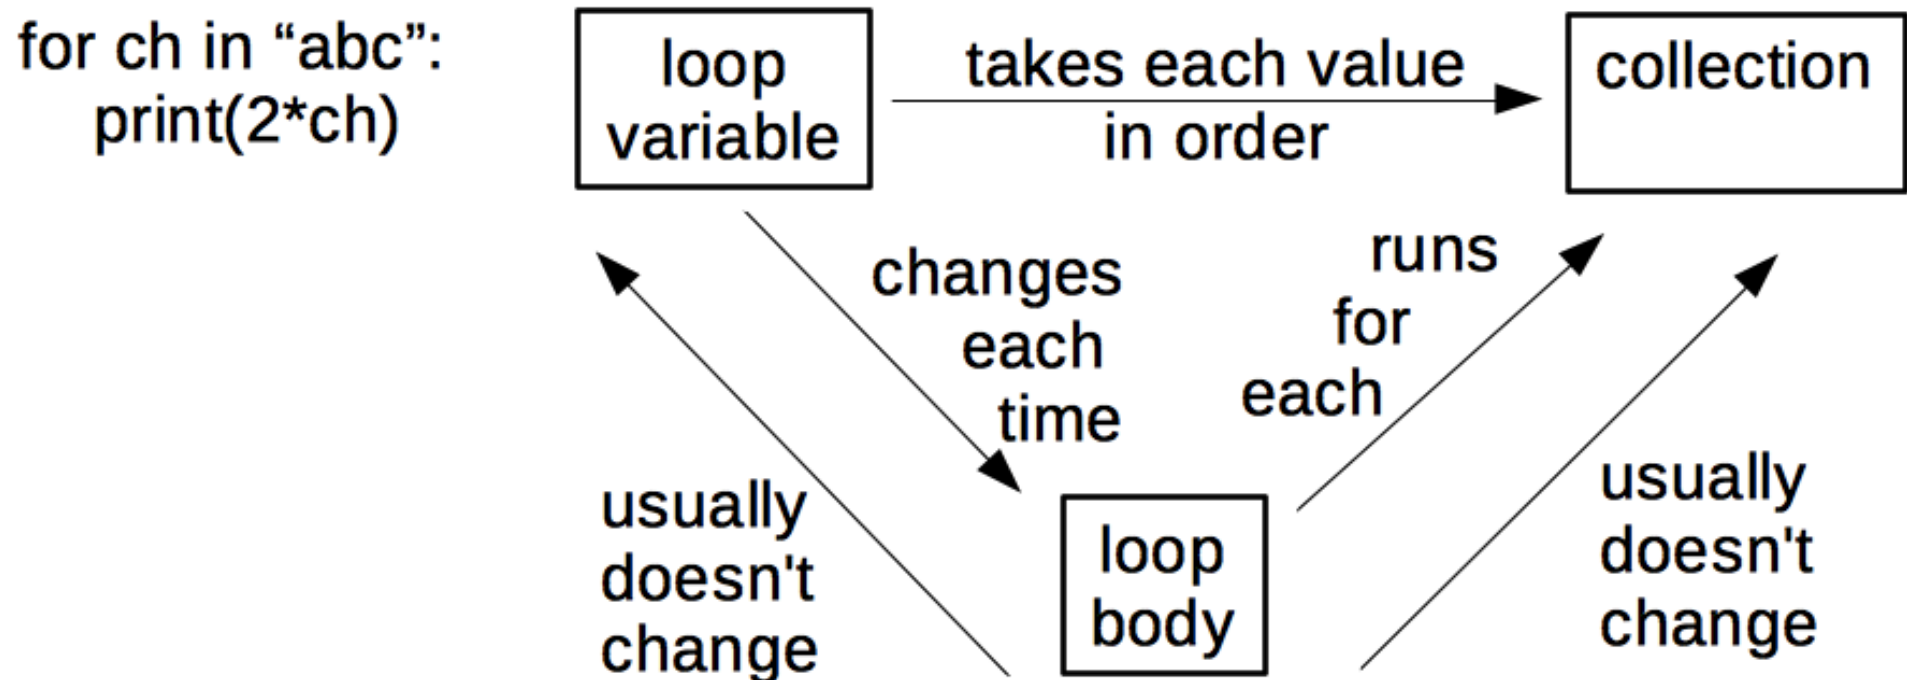 for ch in “abc”:
print(2*ch)
loop
variable
takes each value
in order
collection
changes
each
time
runs
for
each
usually
doesn't
change
loop
body
usually
doesn't
change